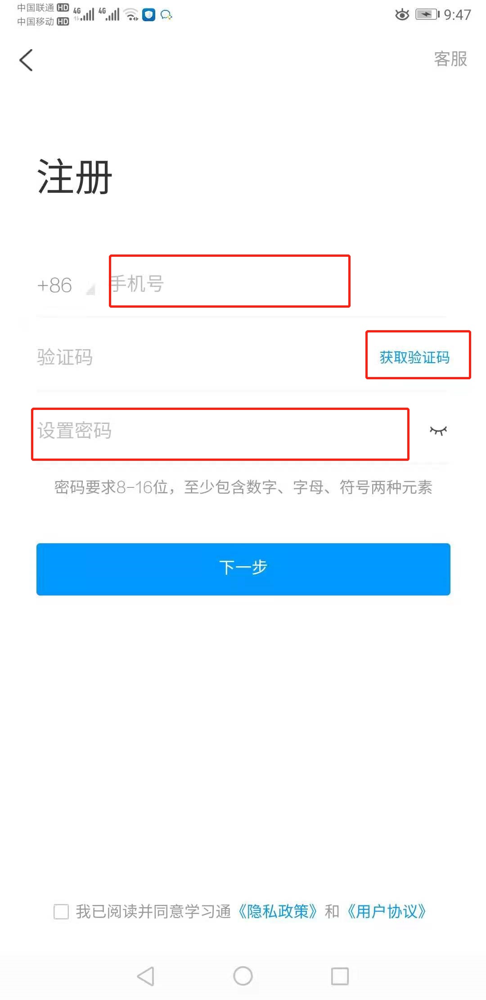 中国联通 HD 4G 4G 9:47
中国移动 HD
客服
注册
+86 手机号
验证码 获取验证码
设置密码
密码要求8-16位，至少包含数字、字母、符号两种元素
下一步
我已阅读并同意学习通《隐私政策》和《用户协议》